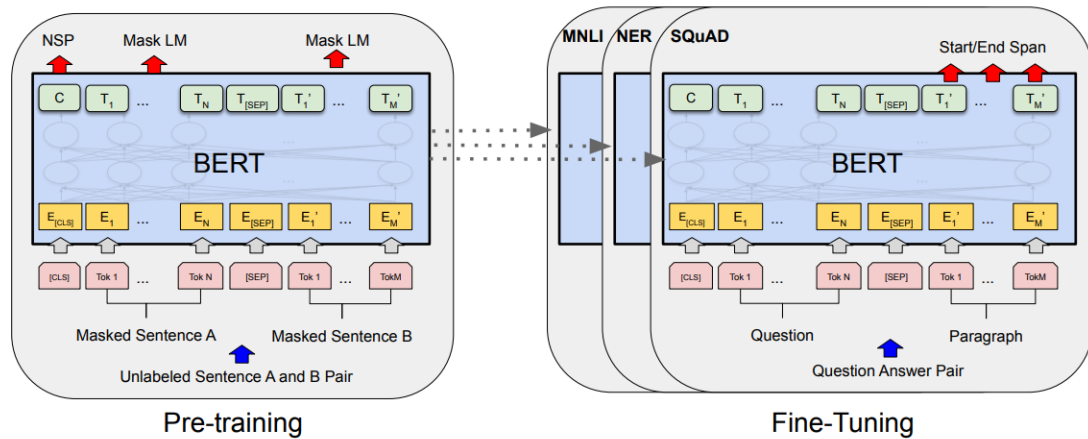 NSP Mask LM Mask LM
C T1 ... TN T[SEP] T1' ... TM'
...
BERT
...
E[CLS] E1 ... EN E[SEP] E1' ... EM'
[CLS] Tok 1 ... Tok N [SEP] Tok 1 ... TokM
Masked Sentence A Masked Sentence B
Unlabeled Sentence A and B Pair
Pre-training
MNLI NER SQuAD
Start/End Span
C T1 ... TN T[SEP] T1' ... TM'
...
BERT
...
E[CLS] E1 ... EN E[SEP] E1' ... EM'
[CLS] Tok 1 ... Tok N [SEP] Tok 1 ... TokM
Question Paragraph
Question Answer Pair
Fine-Tuning